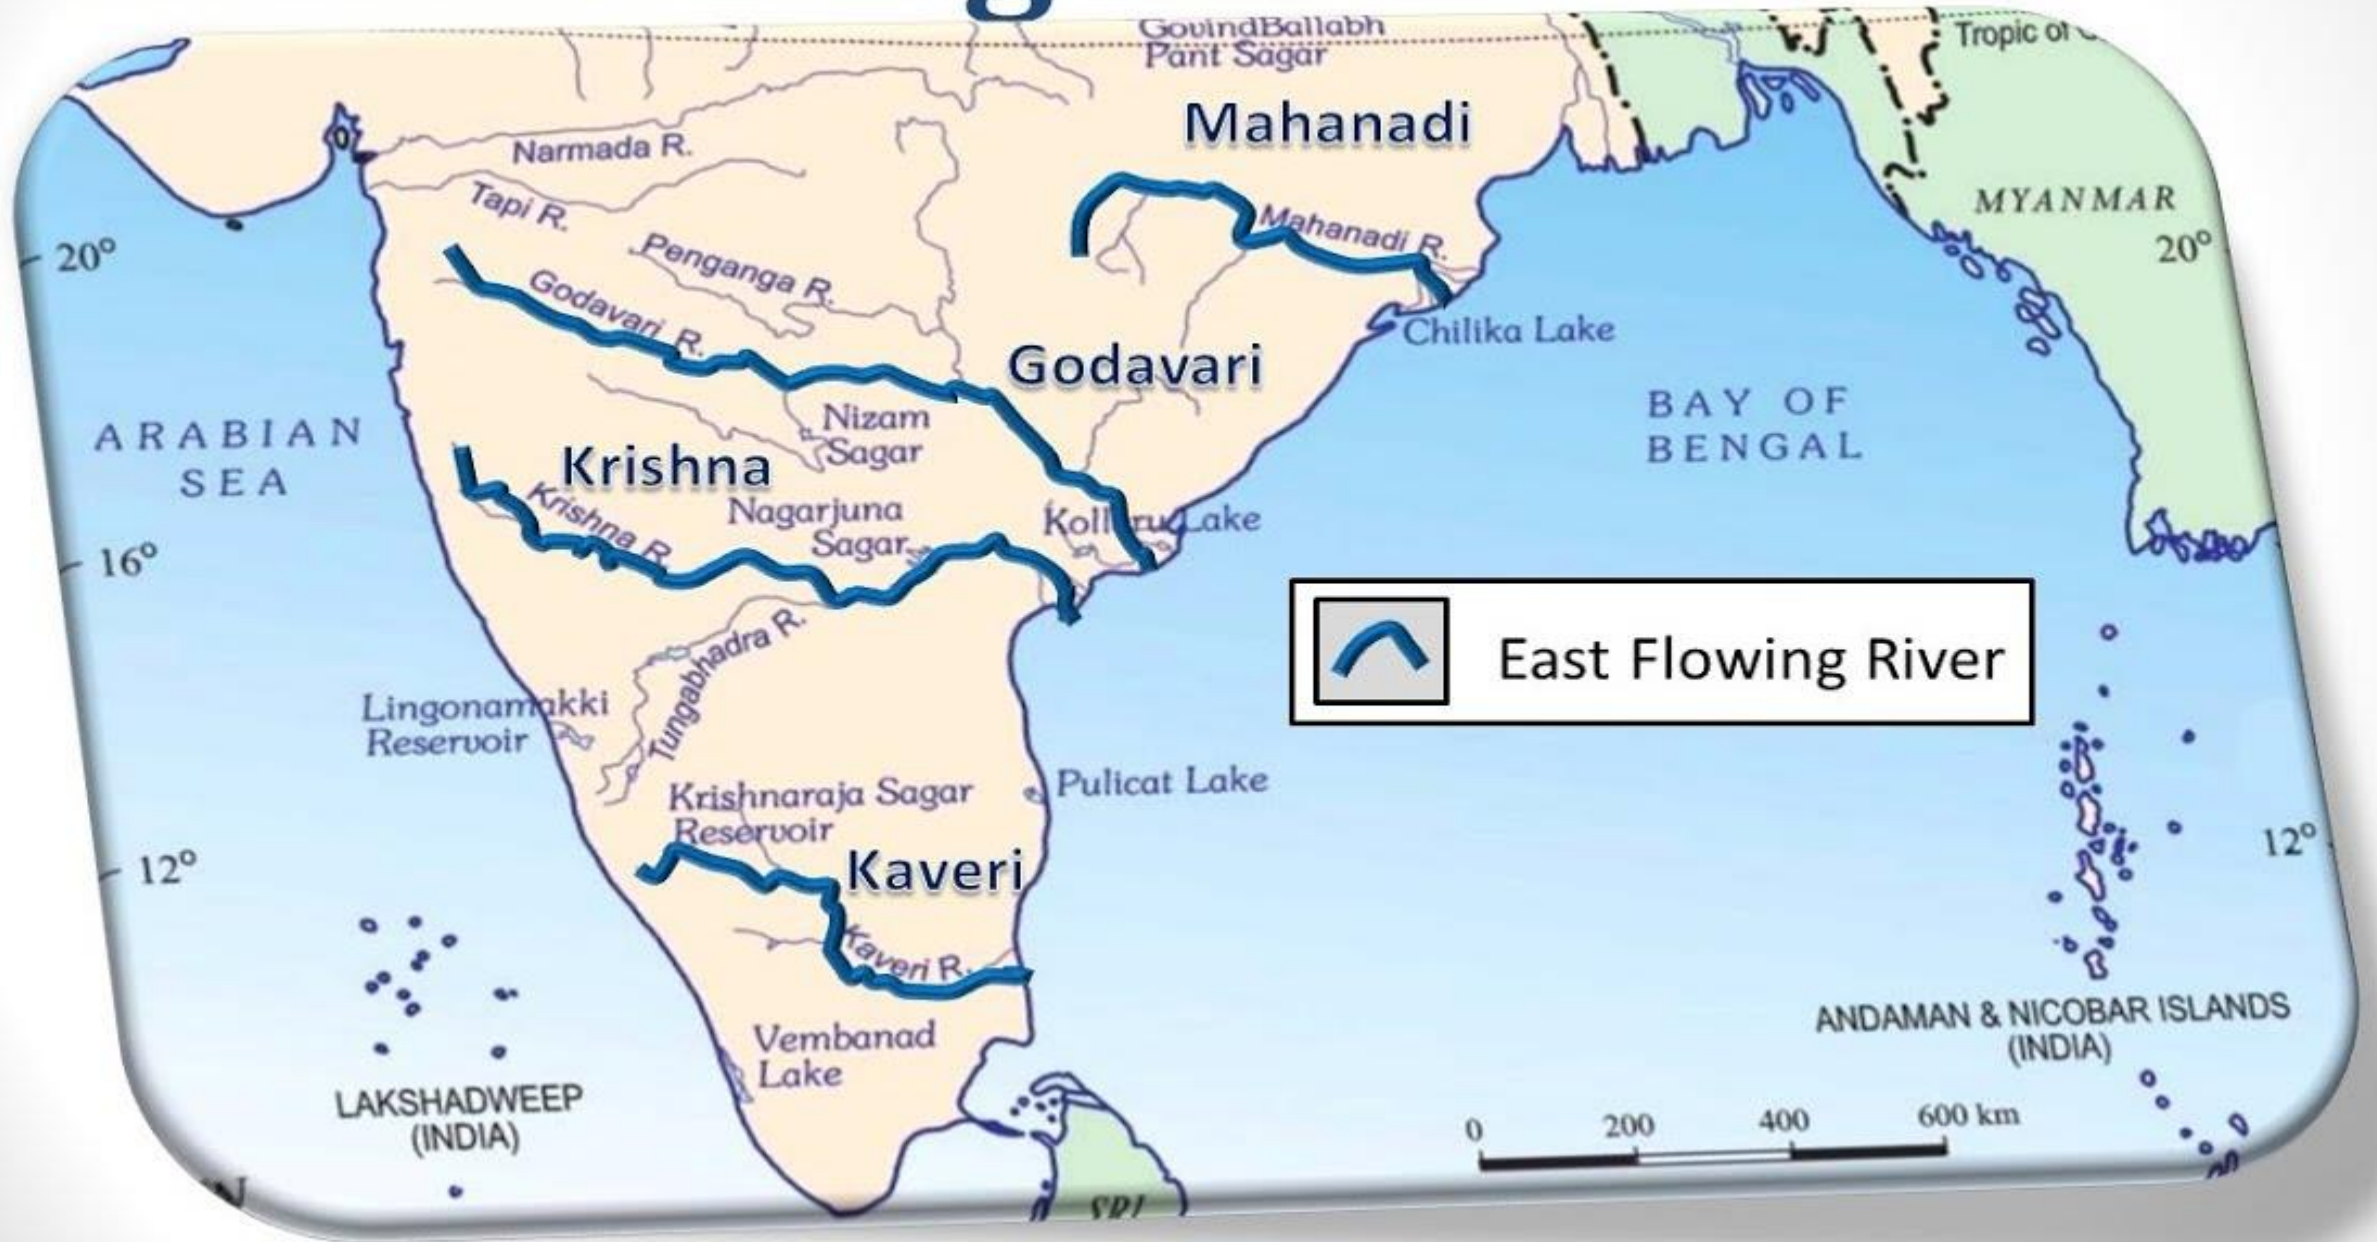 g
GovindBallabh
Pant Sagar
Tropic of
Mahanadi
Narmada R.
Tapi R.
Mahanadi R.
MYANMAR
20°
20°
Penganga R.
Godavari R.
Chilika Lake
Godavari
BAY OF
BENGAL
ARABIAN
SEA
Nizam
Sagar
Krishna
Krishna R.
Nagarjuna
Sagar
Kolleru Lake
16°
East Flowing River
Tungabhadra R.
Lingonamakki
Reservoir
Krishnaraja Sagar
Reservoir
Pulicat Lake
12°
12°
Kaveri
Kaveri R.
ANDAMAN & NICOBAR ISLANDS
(INDIA)
Vembanad
Lake
LAKSHADWEEP
(INDIA)
0 200 400 600 km
SRI